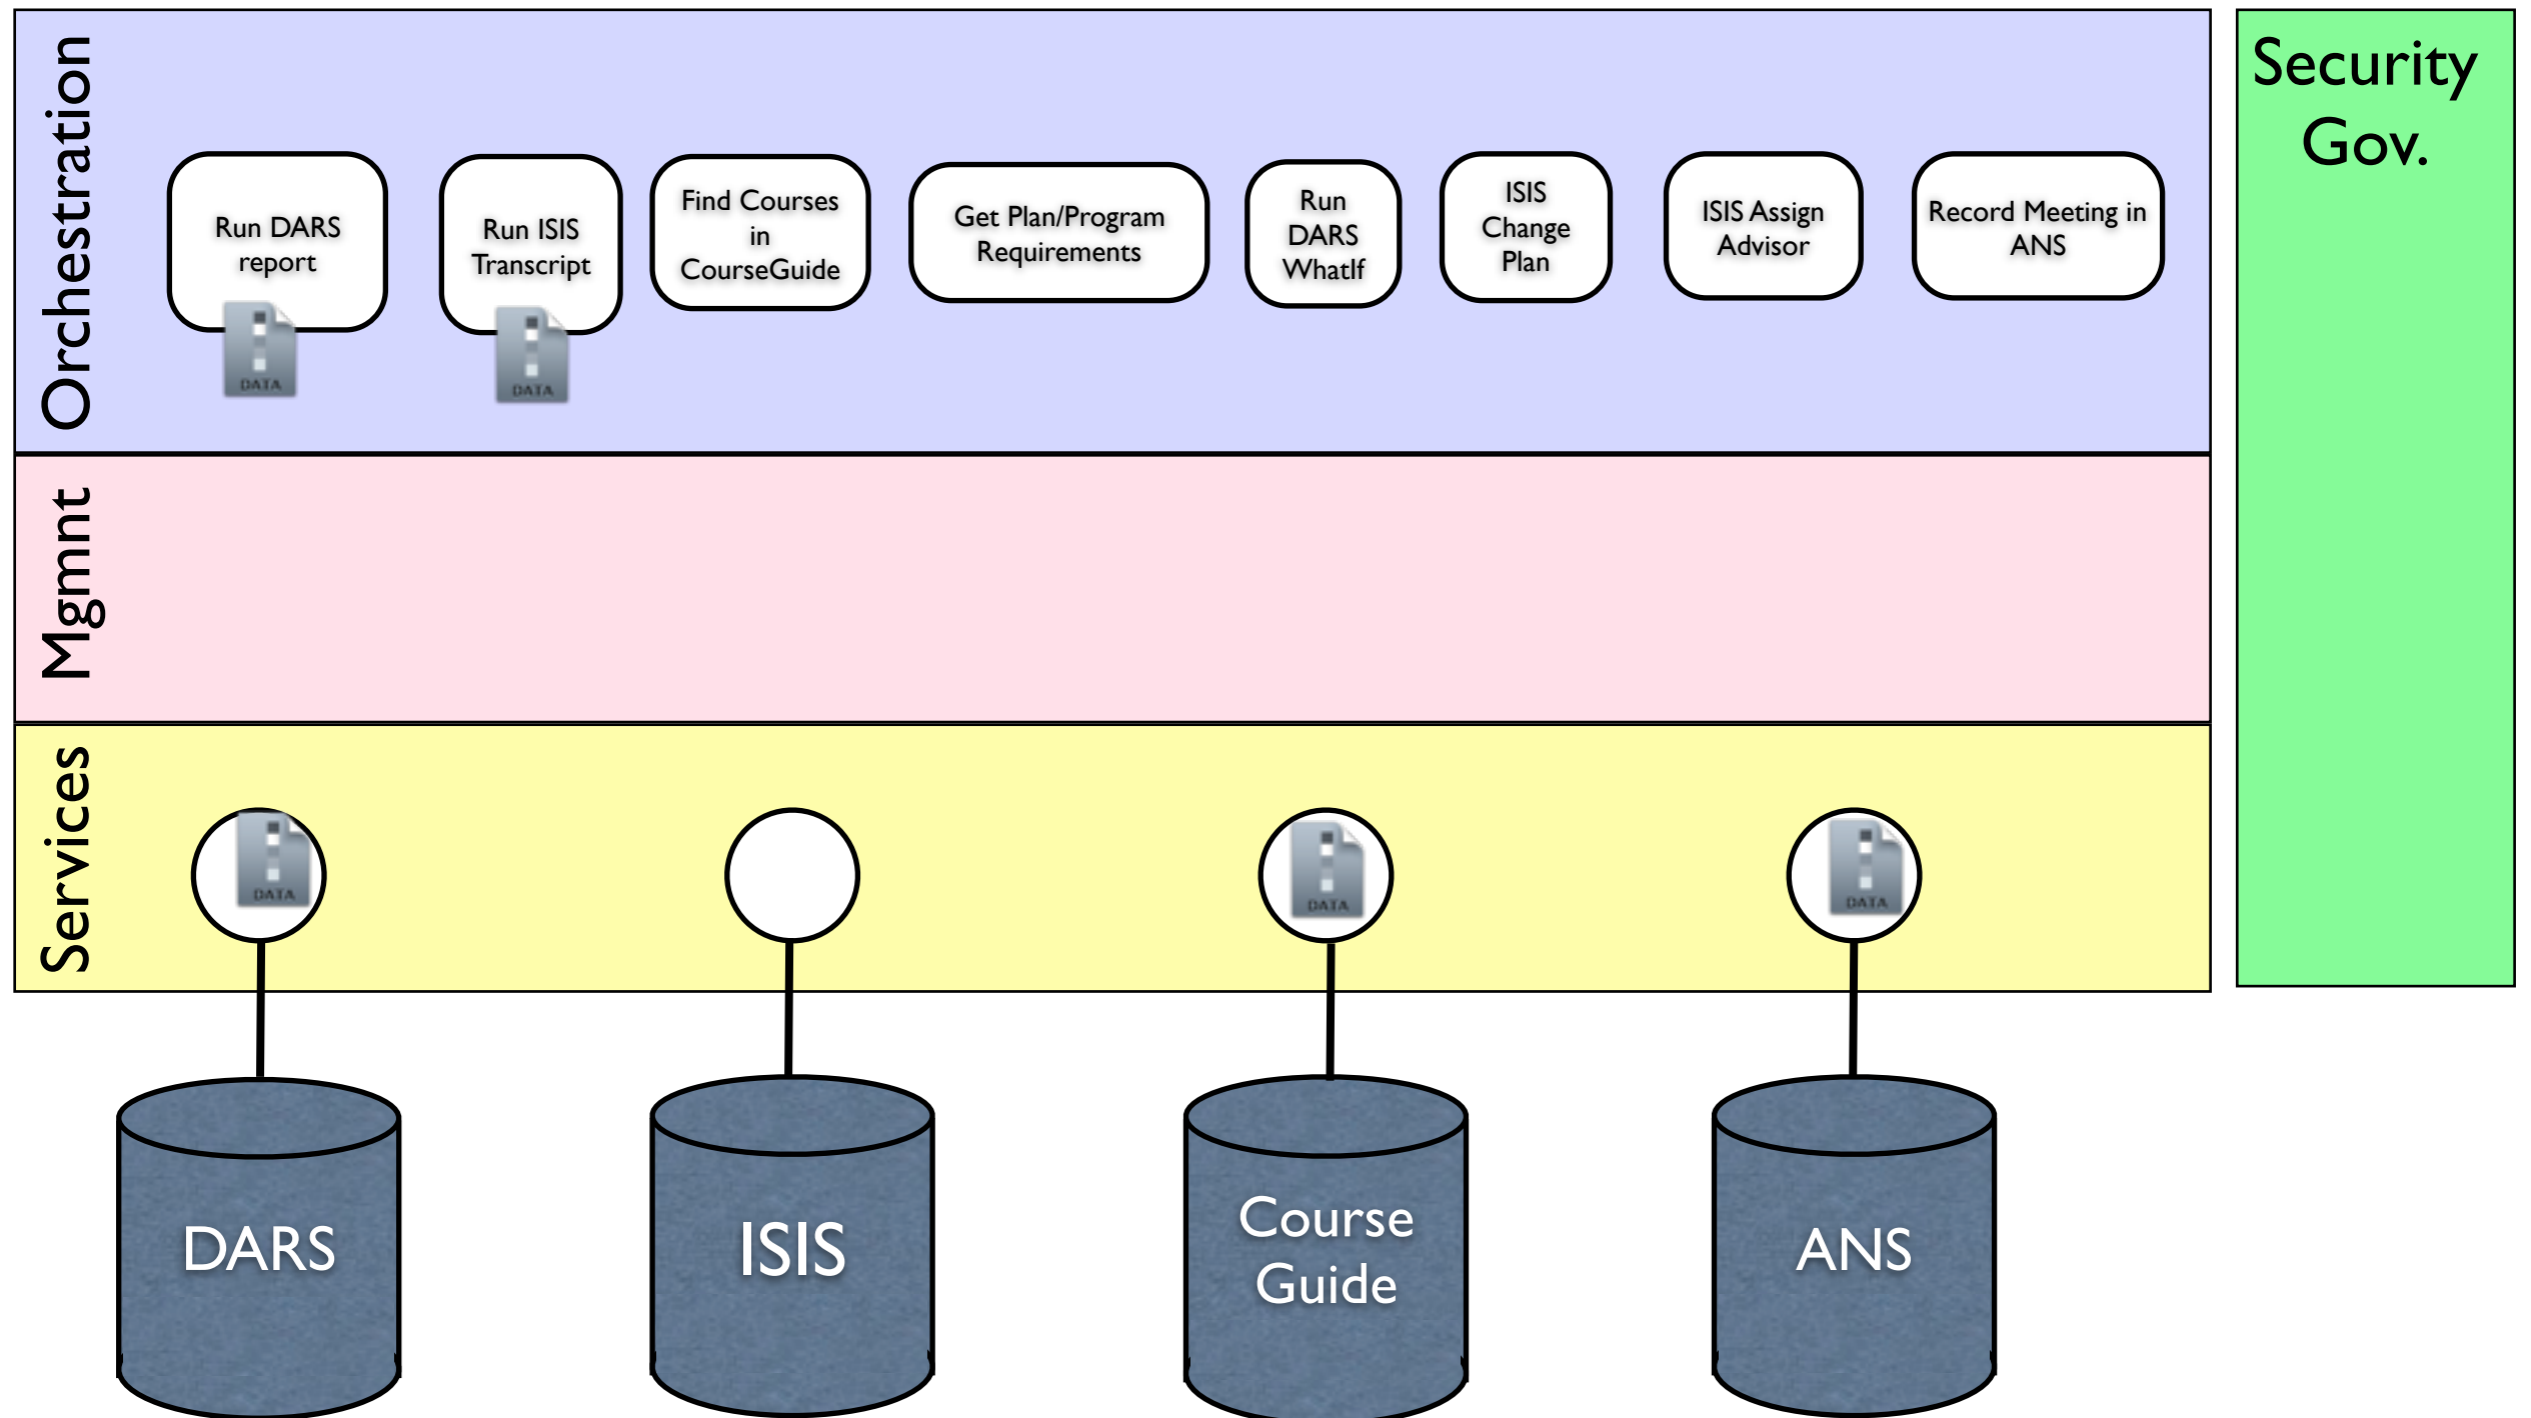 Orchestration
Security
Gov.
Run DARS
report
DATA
Run ISIS
Transcript
DATA
Find Courses
in
CourseGuide
Get Plan/Program
Requirements
Run
DARS
WhatIf
ISIS
Change
Plan
ISIS Assign
Advisor
Record Meeting in
ANS
Mgmnt
Services
DATA
DATA
DATA
DARS
ISIS
Course
Guide
ANS